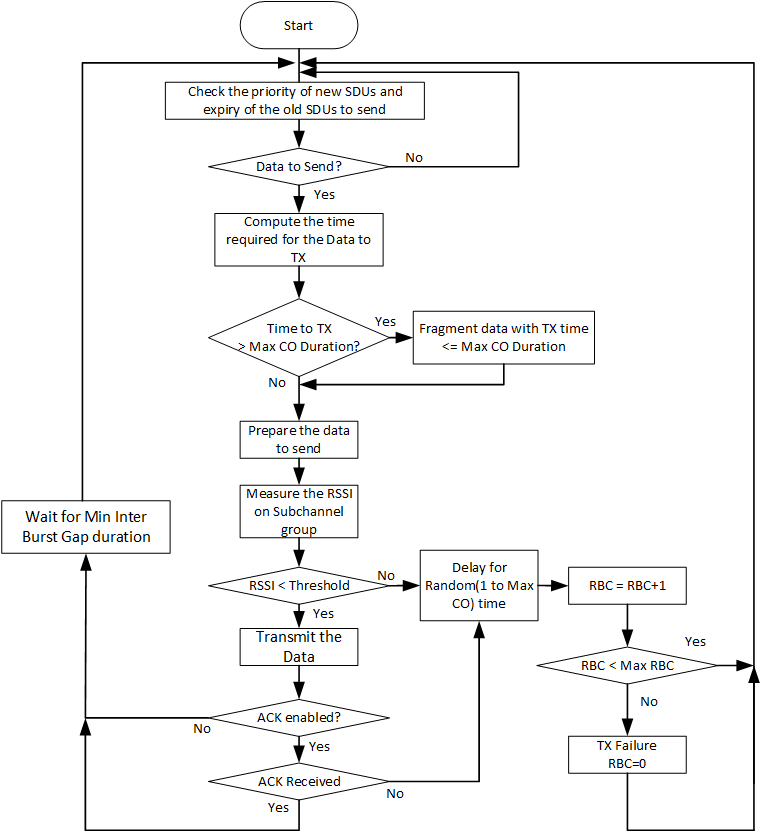 Start
Check the priority of new SDUs and
expiry of the old SDUs to send
Data to Send?
No
Yes
Compute the time
required for the Data to
TX
Time to TX
> Max CO Duration?
Yes
Fragment data with TX time
<= Max CO Duration
No
Prepare the data
to send
Measure the RSSI
on Subchannel
group
Wait for Min Inter
Burst Gap duration
RSSI < Threshold
No
Delay for
Random(1 to Max
CO) time
RBC = RBC+1
Yes
Transmit the
Data
RBC < Max RBC
Yes
No
ACK enabled?
No
Yes
TX Failure
RBC=0
ACK Received
No
Yes